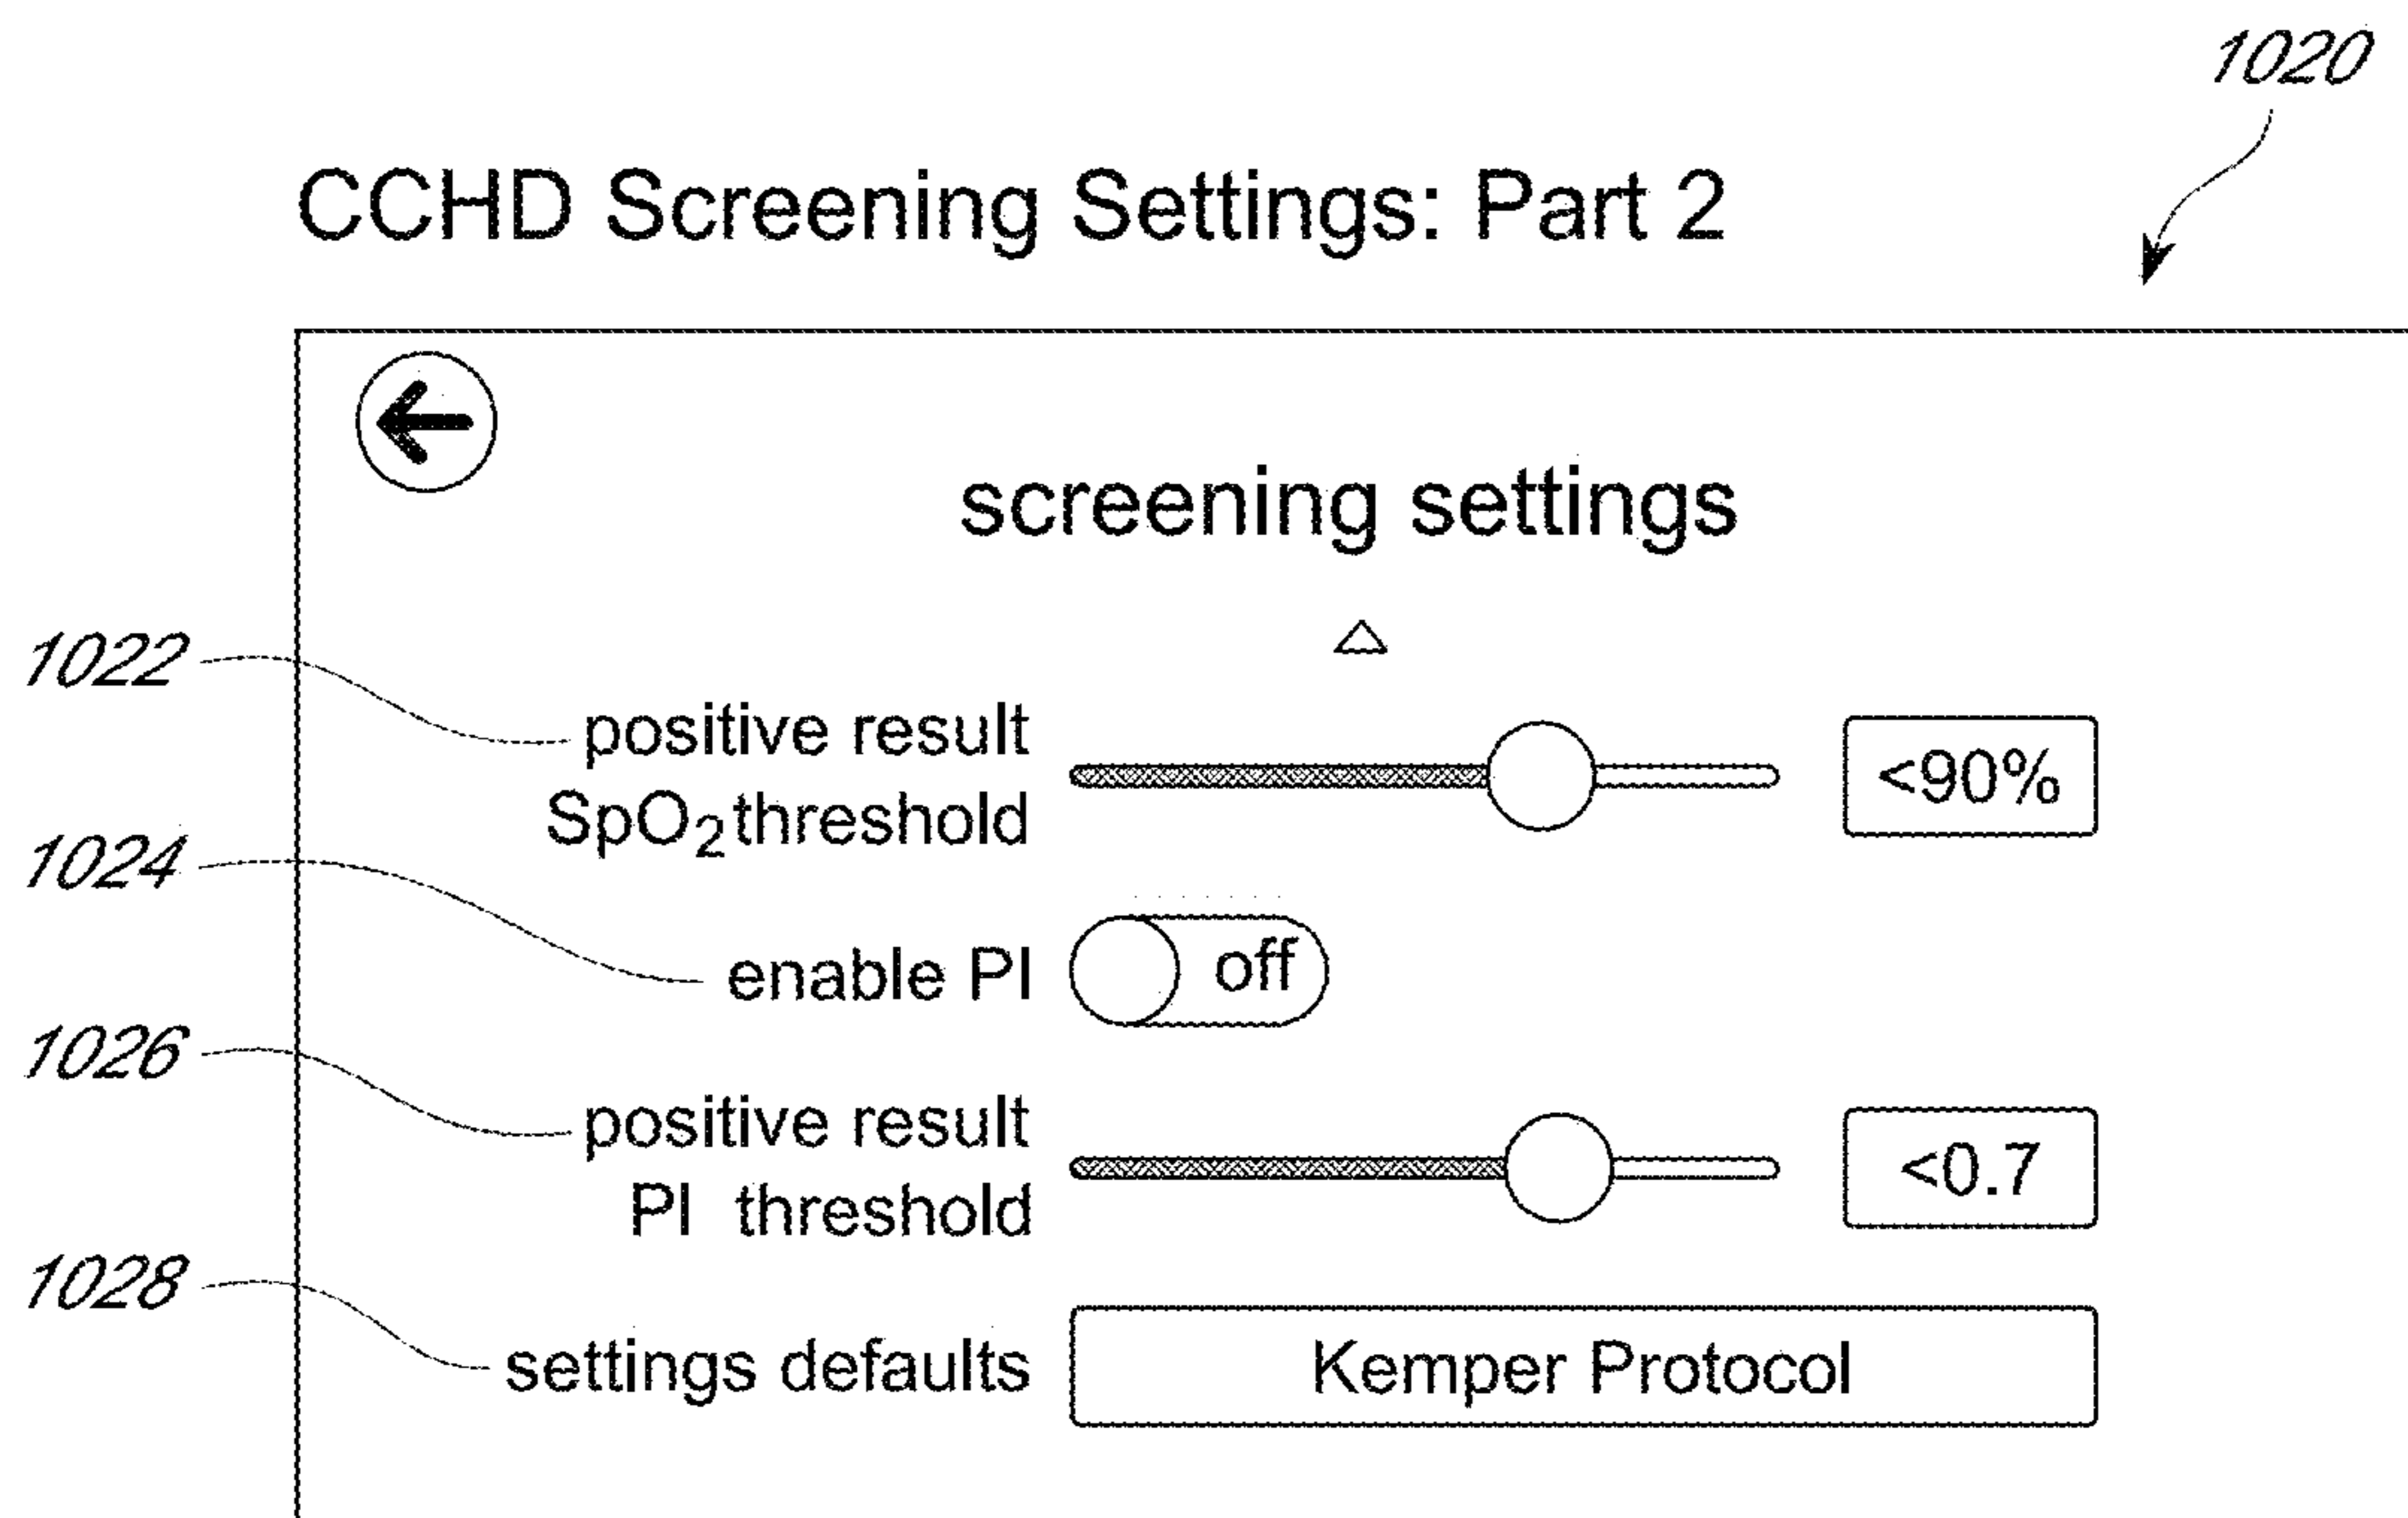 1020
CCHD Screening Settings: Part 2
screening settings
1022
positive result
SpO₂ threshold
<90%
1024
enable PI
off
1026
positive result
PI threshold
<0.7
1028
settings defaults
Kemper Protocol